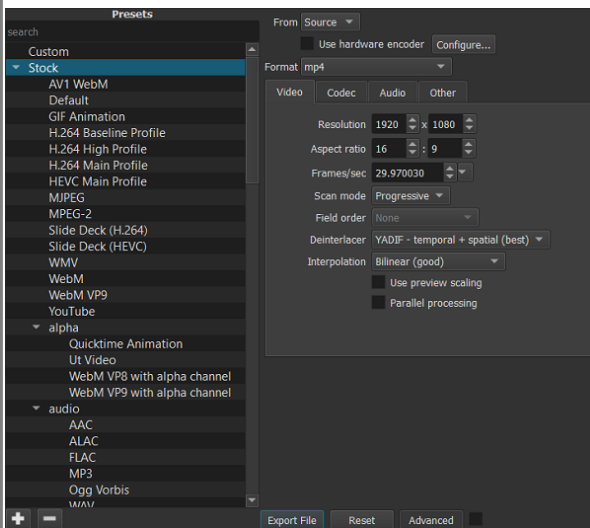 Presets
search
Custom
Stock
AV1 WebM
Default
GIF Animation
H.264 Baseline Profile
H.264 High Profile
H.264 Main Profile
HEVC Main Profile
MJPEG
MPEG-2
Slide Deck (H.264)
Slide Deck (HEVC)
WMV
WebM
WebM VP9
YouTube
alpha
Quicktime Animation
Ut Video
WebM VP8 with alpha channel
WebM VP9 with alpha channel
audio
AAC
ALAC
FLAC
MP3
Ogg Vorbis
WAV
From Source
Use hardware encoder Configure...
Format mp4
Video Codec Audio Other
Resolution 1920 x 1080
Aspect ratio 16 : 9
Frames/sec 29.970030
Scan mode Progressive
Field order None
Deinterlacer YADIF - temporal + spatial (best)
Interpolation Bilinear (good)
Use preview scaling
Parallel processing
Export File Reset Advanced